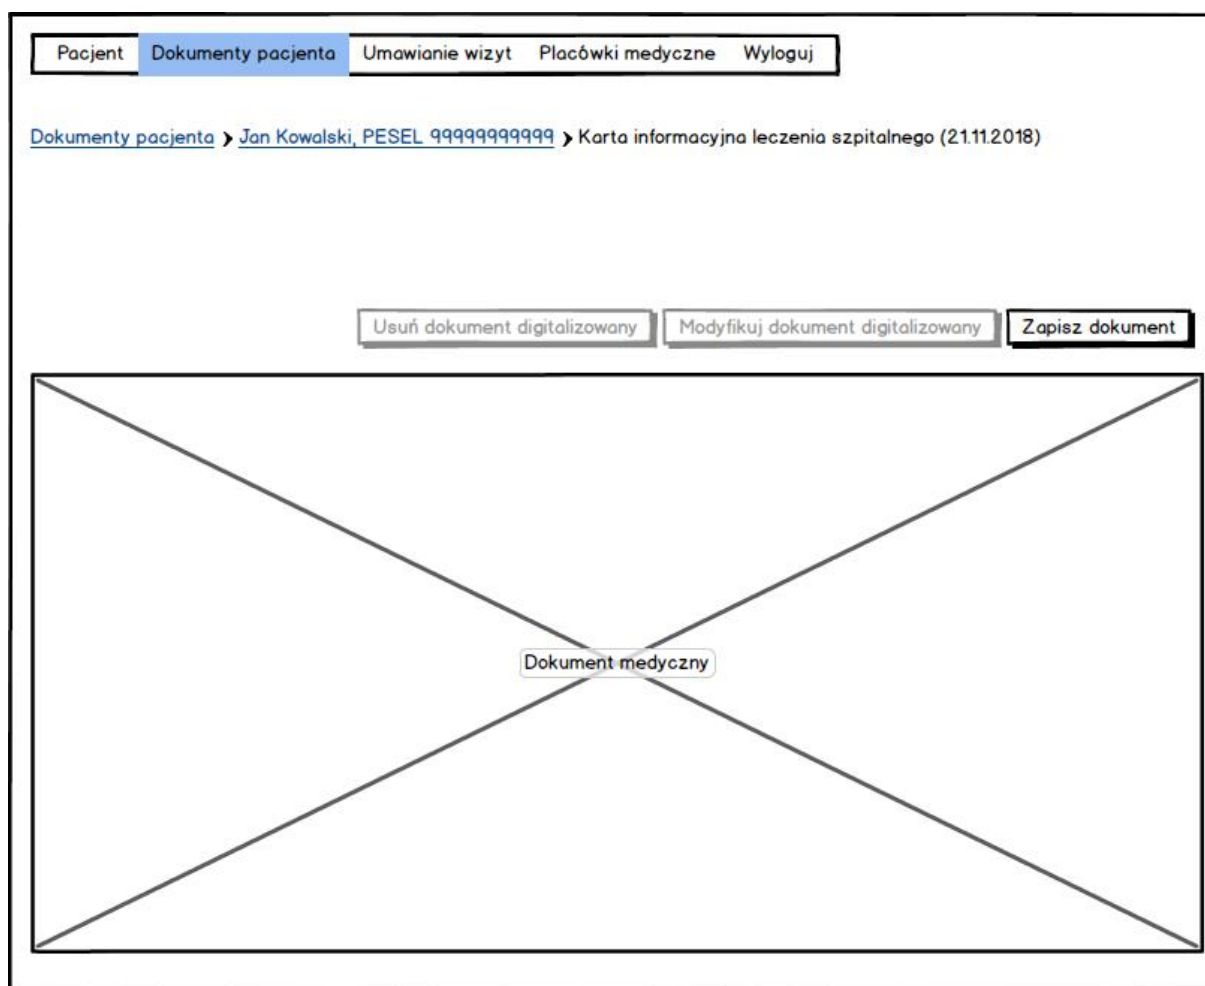 Pacjent Dokumenty pacjenta Umawianie wizyt Placówki medyczne Wyloguj
Dokumenty pacjenta > Jan Kowalski, PESEL 99999999999 > Karta informacyjna leczenia szpitalnego (21.11.2018)
Usuń dokument digitalizowany Modyfikuj dokument digitalizowany Zapisz dokument
Dokument medyczny